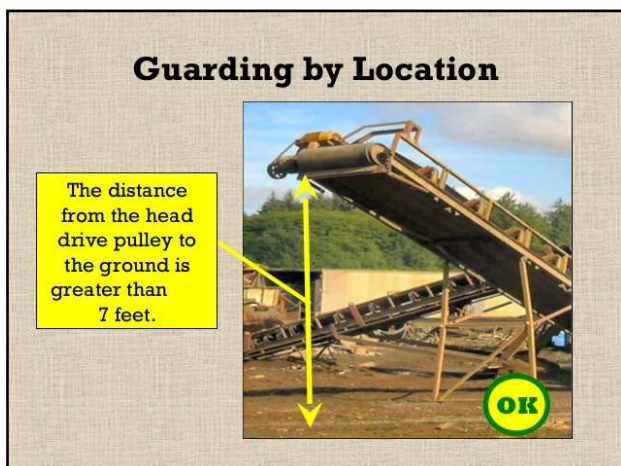 Guarding by Location
The distance
from the head
drive pulley to
the ground is
greater than
7 feet.
OK